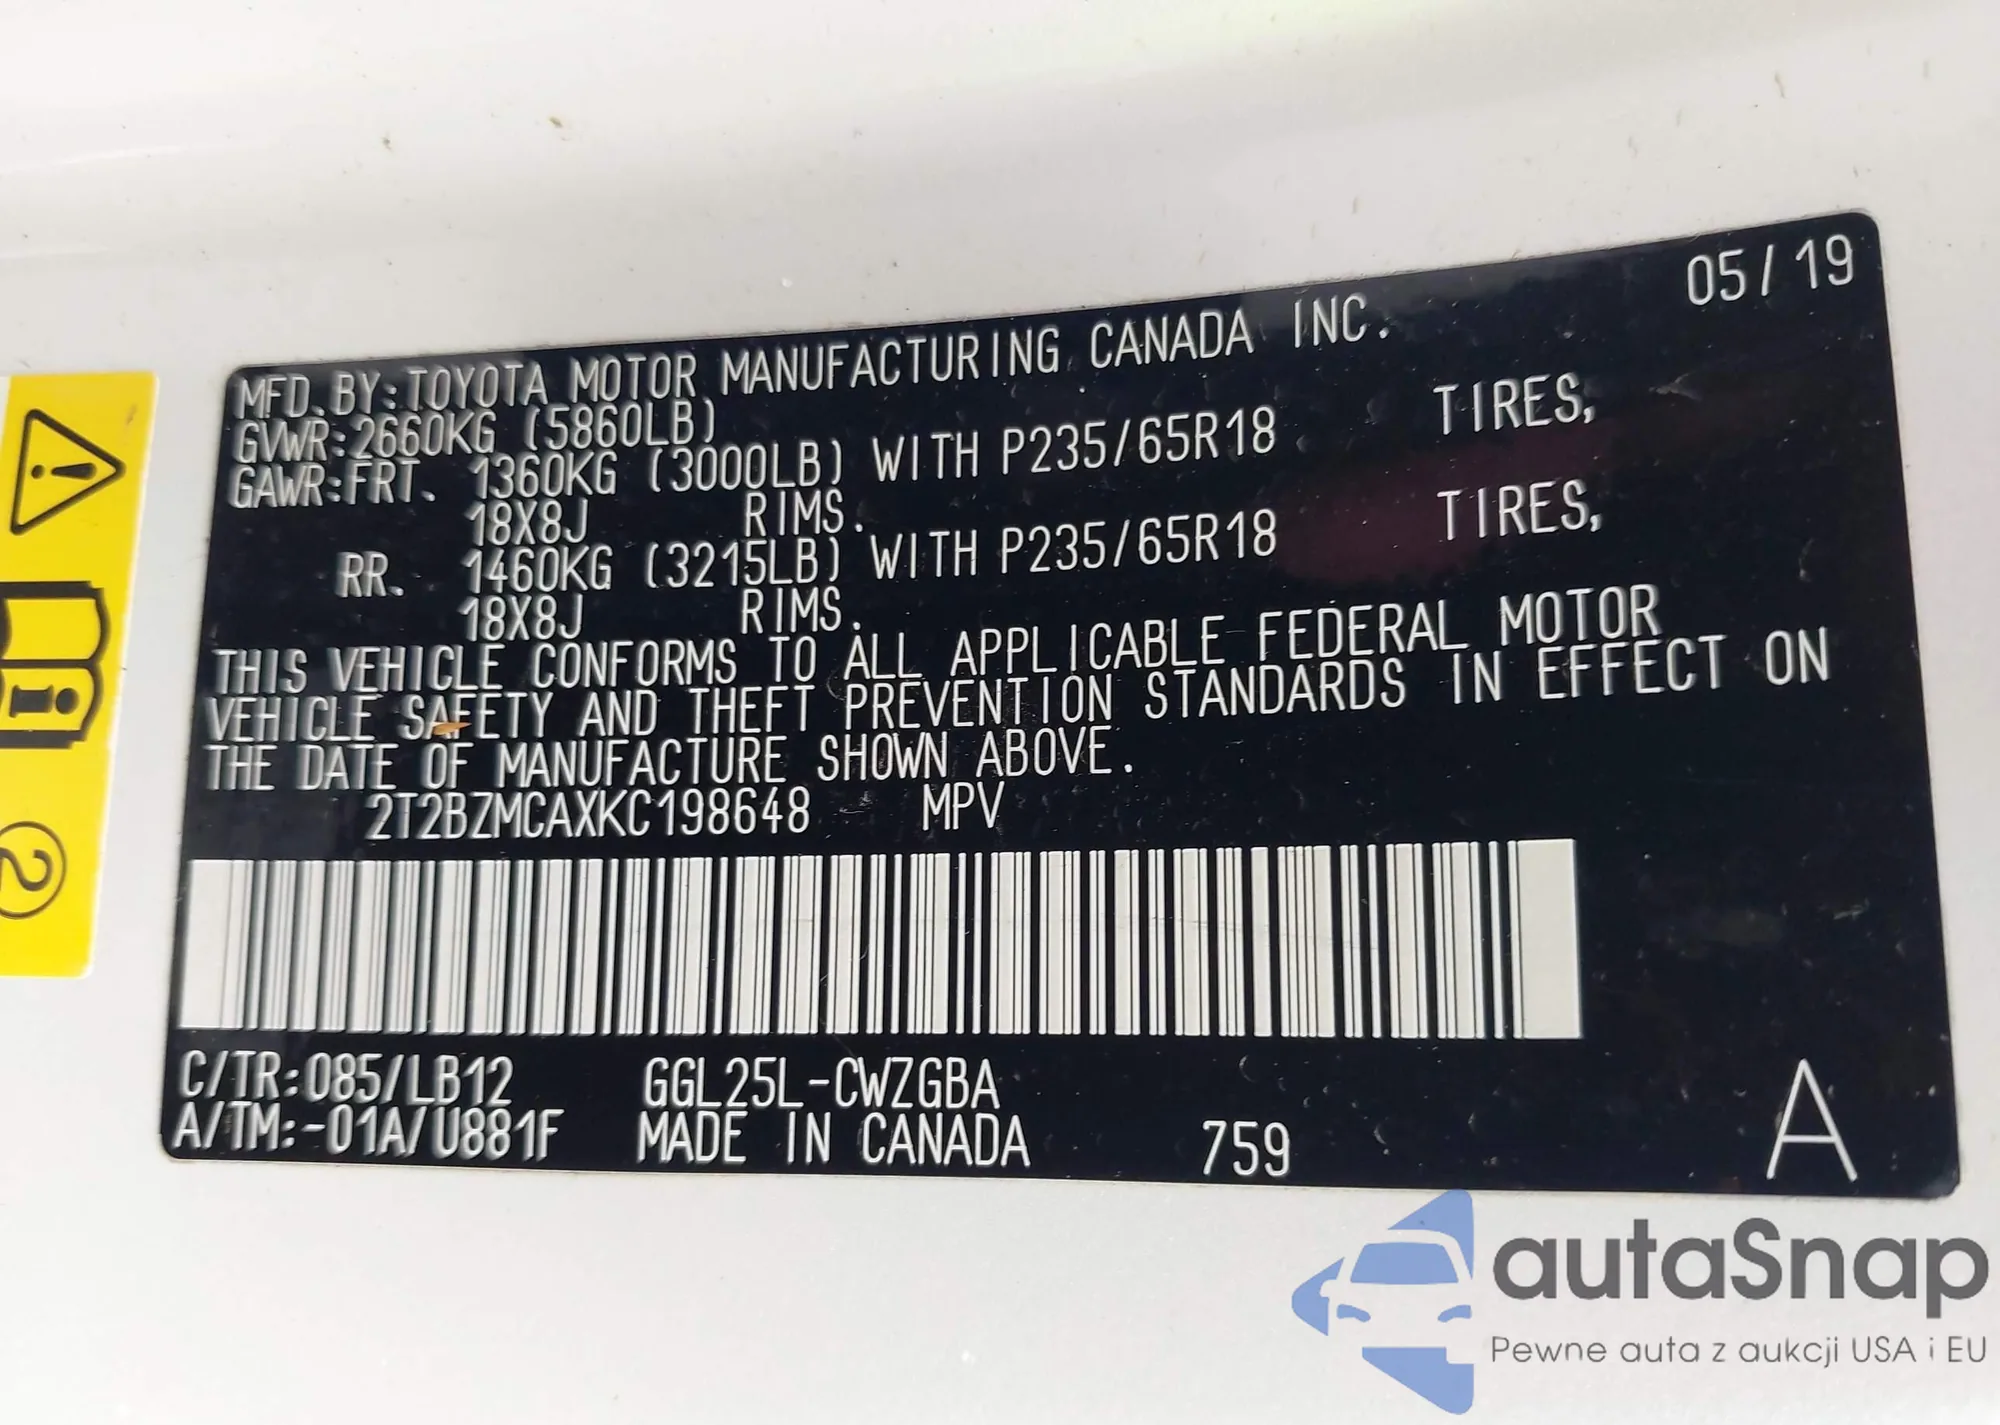 05/19
MFD. BY: TOYOTA MOTOR MANUFACTURING CANADA INC.
GVWR: 2660KG (5860LB)
GAWR: FRT. 1360KG (3000LB) WITH P235/65R18 TIRES,
18X8J RIMS.
RR. 1460KG (3215LB) WITH P235/65R18 TIRES,
18X8J RIMS.
THIS VEHICLE CONFORMS TO ALL APPLICABLE FEDERAL MOTOR
VEHICLE SAFETY AND THEFT PREVENTION STANDARDS IN EFFECT ON
THE DATE OF MANUFACTURE SHOWN ABOVE.
2T2BZMCAXKC198648 MPV
C/TR: 085/LB12 GGL25L-CWZGBA
A/TM: -01A/U881F MADE IN CANADA 759 A
2
autaSnap
Pewne auta z aukcji USA i EU